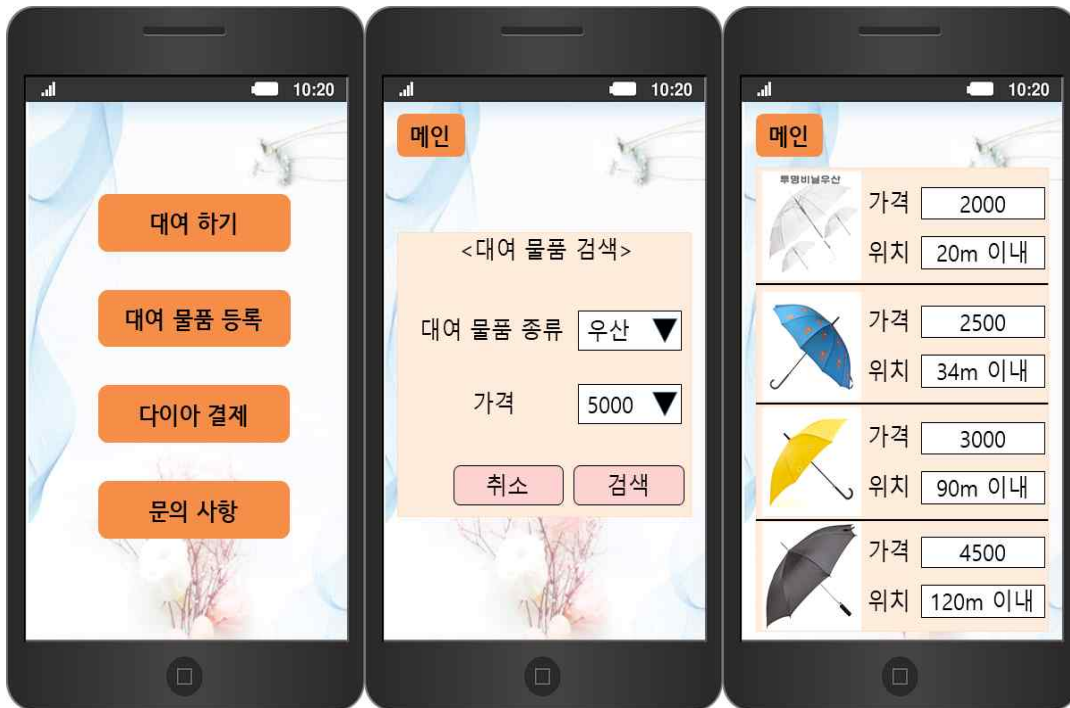 10:20
대여 하기
대여 물품 등록
다이아 결제
문의 사항
10:20
메인
<대여 물품 검색>
대여 물품 종류 우산 ▼
가격 5000 ▼
취소 검색
10:20
메인
투명비닐우산
가격 2000
위치 20m 이내
가격 2500
위치 34m 이내
가격 3000
위치 90m 이내
가격 4500
위치 120m 이내